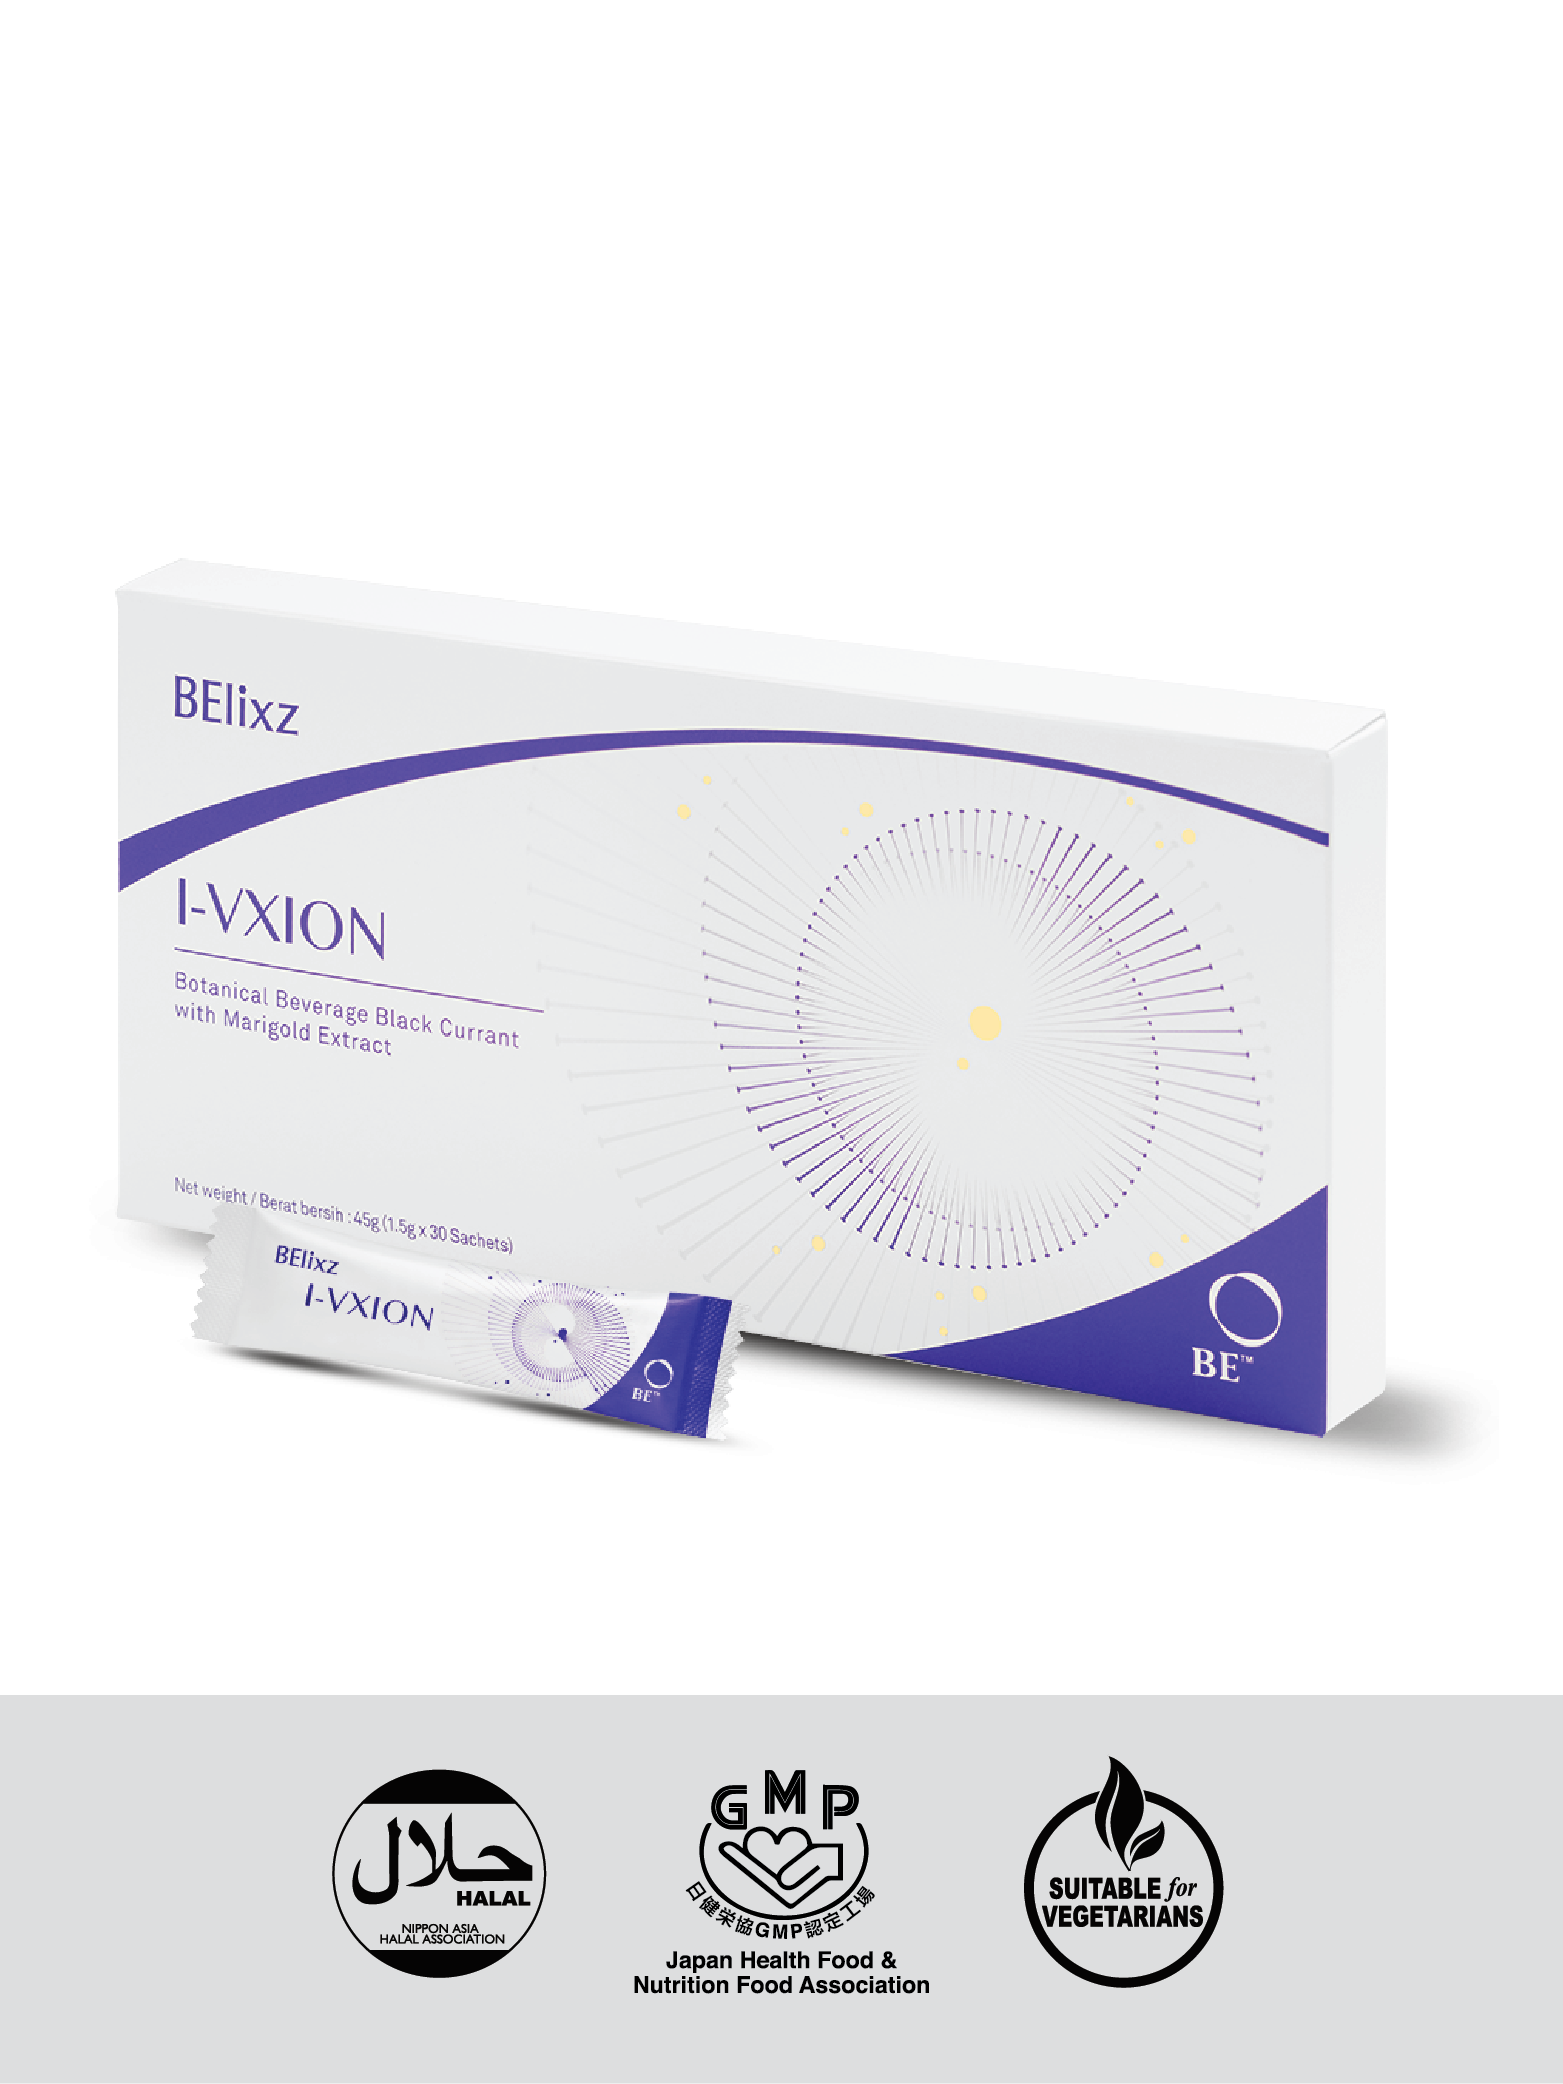 BElixz
I-VXION
Botanical Beverage Black Currant
with Marigold Extract
Net weight / Berat bersih : 45g (1.5g x 30 Sachets)
BE™
BElixz
I-VXION
BE™
حلال
HALAL
NIPPON ASIA
HALAL ASSOCIATION
GMP
日健栄協GMP認定工場
Japan Health Food &
Nutrition Food Association
SUITABLE for
VEGETARIANS